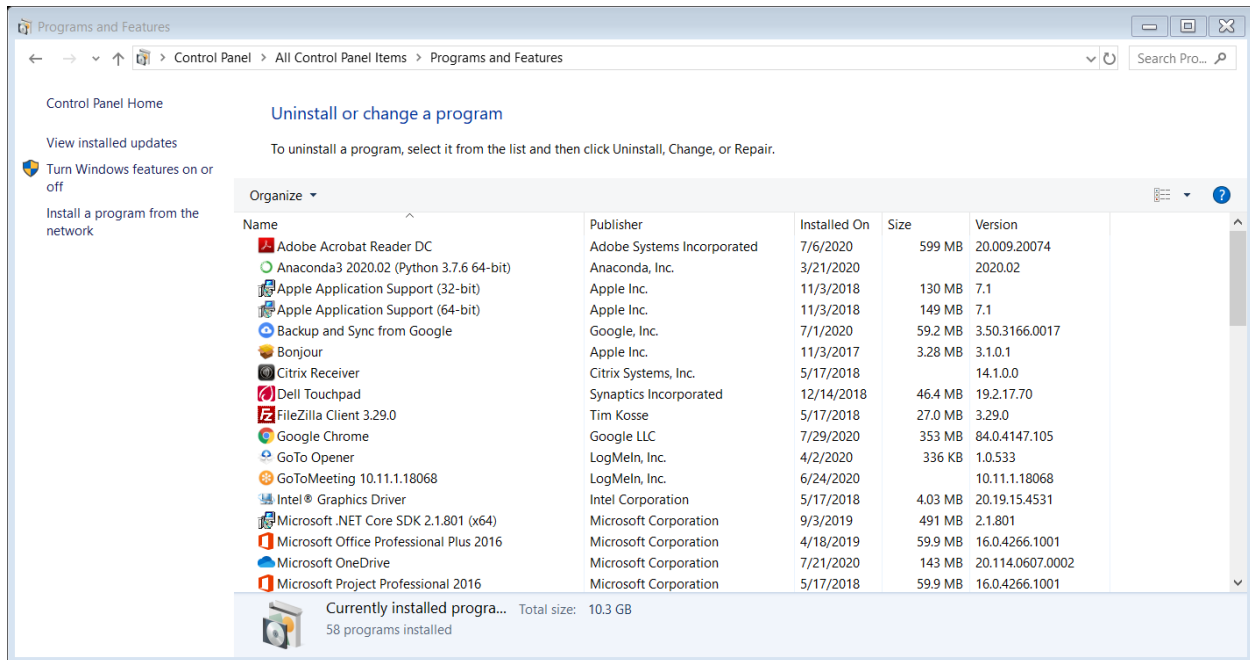 Programs and Features
Control Panel > All Control Panel Items > Programs and Features
Search Pro...
Control Panel Home
View installed updates
Turn Windows features on or
off
Install a program from the
network
Uninstall or change a program
To uninstall a program, select it from the list and then click Uninstall, Change, or Repair.
Organize
Name Publisher Installed On Size Version
Adobe Acrobat Reader DC Adobe Systems Incorporated 7/6/2020 599 MB 20.009.20074
Anaconda3 2020.02 (Python 3.7.6 64-bit) Anaconda, Inc. 3/21/2020 2020.02
Apple Application Support (32-bit) Apple Inc. 11/3/2018 130 MB 7.1
Apple Application Support (64-bit) Apple Inc. 11/3/2018 149 MB 7.1
Backup and Sync from Google Google, Inc. 7/1/2020 59.2 MB 3.50.3166.0017
Bonjour Apple Inc. 11/3/2017 3.28 MB 3.1.0.1
Citrix Receiver Citrix Systems, Inc. 5/17/2018 14.1.0.0
Dell Touchpad Synaptics Incorporated 12/14/2018 46.4 MB 19.2.17.70
FileZilla Client 3.29.0 Tim Kosse 5/17/2018 27.0 MB 3.29.0
Google Chrome Google LLC 7/29/2020 353 MB 84.0.4147.105
GoTo Opener LogMeIn, Inc. 4/2/2020 336 KB 1.0.533
GoToMeeting 10.11.1.18068 LogMeIn, Inc. 6/24/2020 10.11.1.18068
Intel® Graphics Driver Intel Corporation 5/17/2018 4.03 MB 20.19.15.4531
Microsoft .NET Core SDK 2.1.801 (x64) Microsoft Corporation 9/3/2019 491 MB 2.1.801
Microsoft Office Professional Plus 2016 Microsoft Corporation 4/18/2019 59.9 MB 16.0.4266.1001
Microsoft OneDrive Microsoft Corporation 7/21/2020 143 MB 20.114.0607.0002
Microsoft Project Professional 2016 Microsoft Corporation 5/17/2018 59.9 MB 16.0.4266.1001
Currently installed progra... Total size: 10.3 GB
58 programs installed